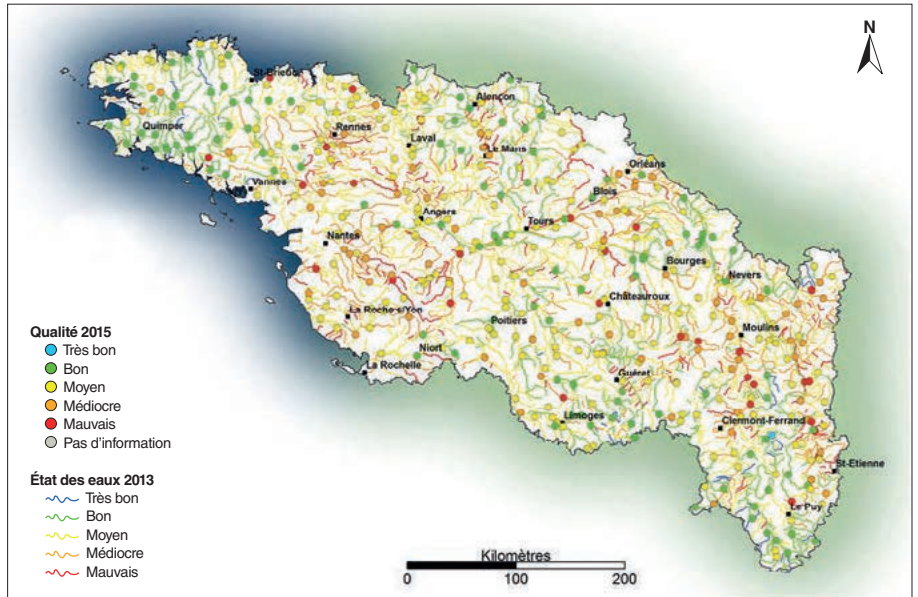 N
St-Brieuc
Alençon
Quimper
Rennes
Laval
Le Mans
Orléans
Vannes
Blois
Angers
Tours
Nantes
Bourges
Nevers
Châteauroux
La Roche-s/Yon
Poitiers
Moulins
Niort
La Rochelle
Guéret
Limoges
Clermont-Ferrand
St-Etienne
Le Puy
Qualité 2015
Très bon
Bon
Moyen
Médiocre
Mauvais
Pas d'information
État des eaux 2013
Très bon
Bon
Moyen
Médiocre
Mauvais
Kilomètres
0 100 200